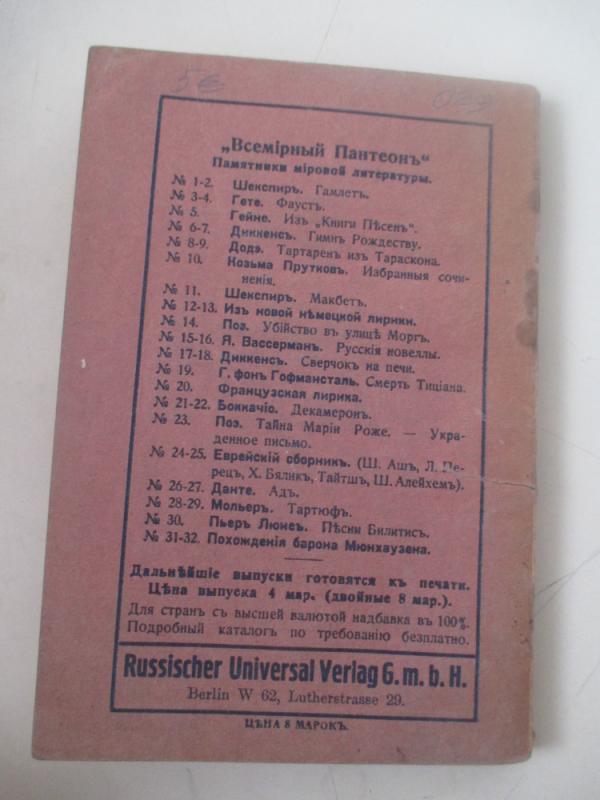 5€
„Всемірный Пантеонъ“
Памятники міровой литературы.
№ 1-2. Шекспиръ. Гамлетъ.
№ 3-4. Гете. Фаустъ.
№ 5. Гейне. Изъ „Книги Пѣсенъ“.
№ 6-7. Диккенсъ. Гимнъ Рождеству.
№ 8-9. Додэ. Тартаренъ изъ Тараскона.
№ 10. Козьма Прутковъ. Избранныя сочи-
ненія.
№ 11. Шекспиръ. Макбетъ.
№ 12-13. Изъ новой нѣмецкой лирики.
№ 14. Поэ. Убійство въ улицѣ Моргъ.
№ 15-16. Я. Вассерманъ. Русскія новеллы.
№ 17-18. Диккенсъ. Сверчокъ на печи.
№ 19. Г. фонъ Гофмансталь. Смерть Тиціана.
№ 20. Французская лирика.
№ 21-22. Боккачіо. Декамеронъ.
№ 23. Поэ. Тайна Маріи Роже. — Укра-
денное письмо.
№ 24-25. Еврейскій сборникъ. (Ш. Ашъ, Л. Пе-
рецъ, Х. Бяликъ, Тайтшъ, Ш. Алейхемъ).
№ 26-27. Данте. Адъ.
№ 28-29. Мольеръ. Тартюфъ.
№ 30. Пьеръ Люисъ. Пѣсни Билитисъ.
№ 31-32. Похожденія барона Мюнхаузена.
Дальнѣйшіе выпуски готовятся къ печати.
Цѣна выпуска 4 мар. (двойные 8 мар.).
Для странъ съ высшей валютой надбавка въ 100%.
Подробный каталогъ по требованію безплатно.
Russischer Universal Verlag G.m.b.H.
Berlin W 62, Lutherstrasse 29.
ЦѢНА 8 МАРОКЪ.